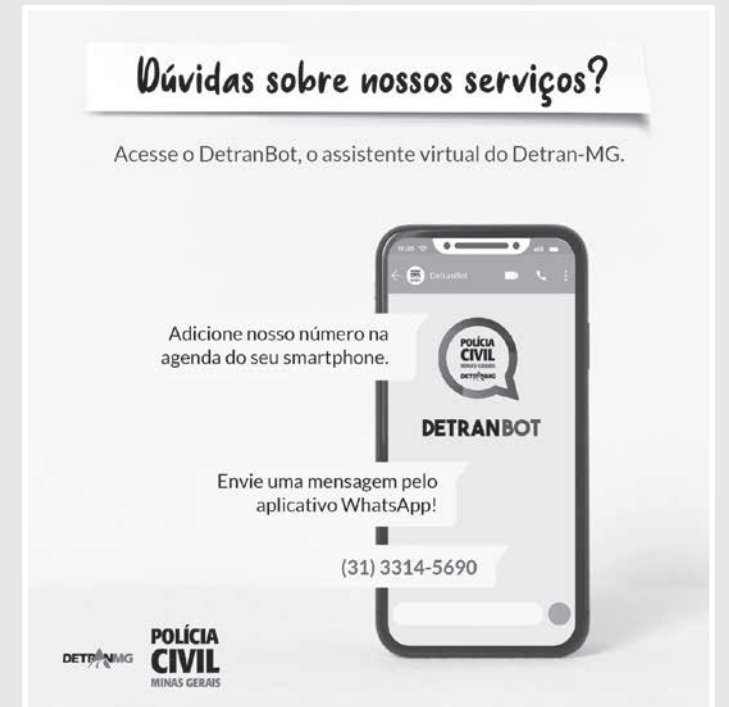 Dúvidas sobre nossos serviços?
Acesse o DetranBot, o assistente virtual do Detran-MG.
DetranBot
Adicione nosso número na
agenda do seu smartphone.
POLÍCIA
CIVIL
MINAS GERAIS
DETRANMG
DETRANBOT
Envie uma mensagem pelo
aplicativo WhatsApp!
(31) 3314-5690
DETRANMG
POLÍCIA
CIVIL
MINAS GERAIS